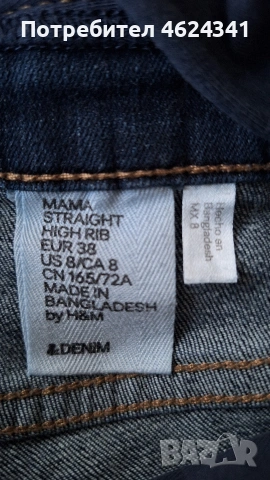 Потребител 4624341
MAMA
STRAIGHT
HIGH RIB
EUR 38
US 8/CA 8
CN 165/72A
MADE IN
BANGLADESH
by H&M
&DENIM
Hecho en
Bangladesh
MX 8
BAZAR